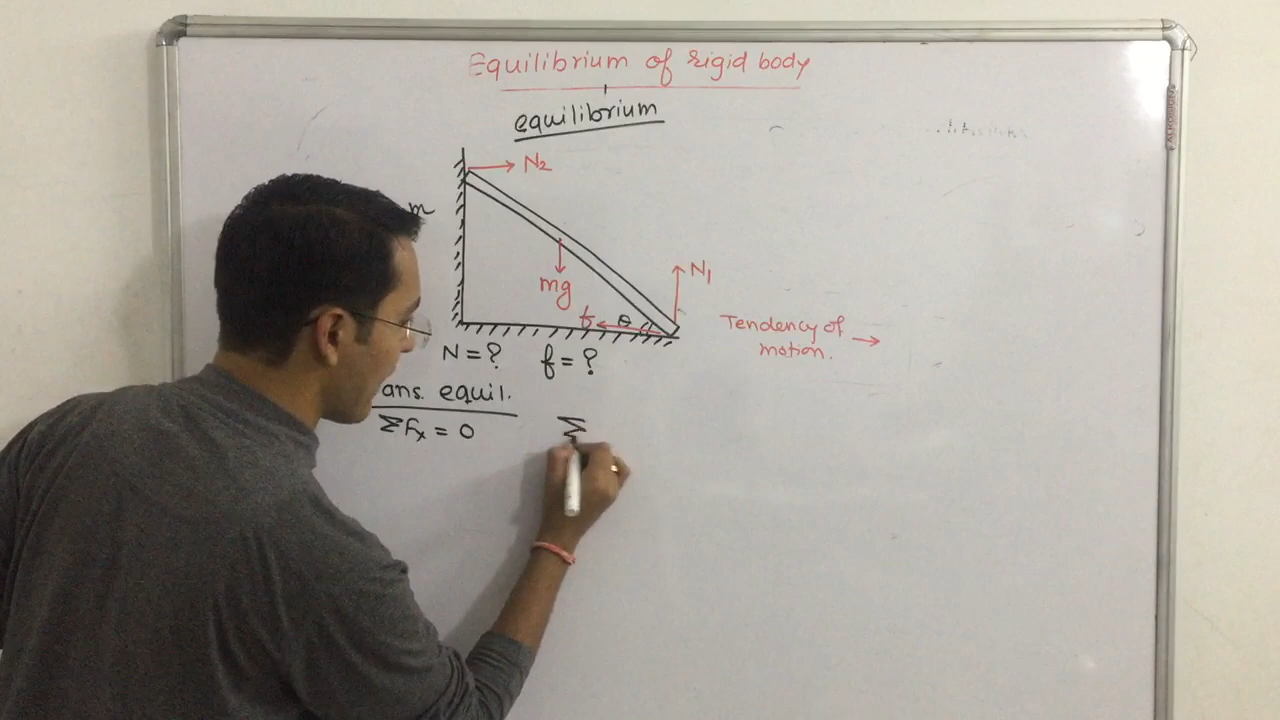 Equilibrium of rigid body
equilibrium
N2
m
mg
N1
f θ
Tendency of
motion. →
N = ? f = ?
ans. equil.
ΣFx = 0 Σ